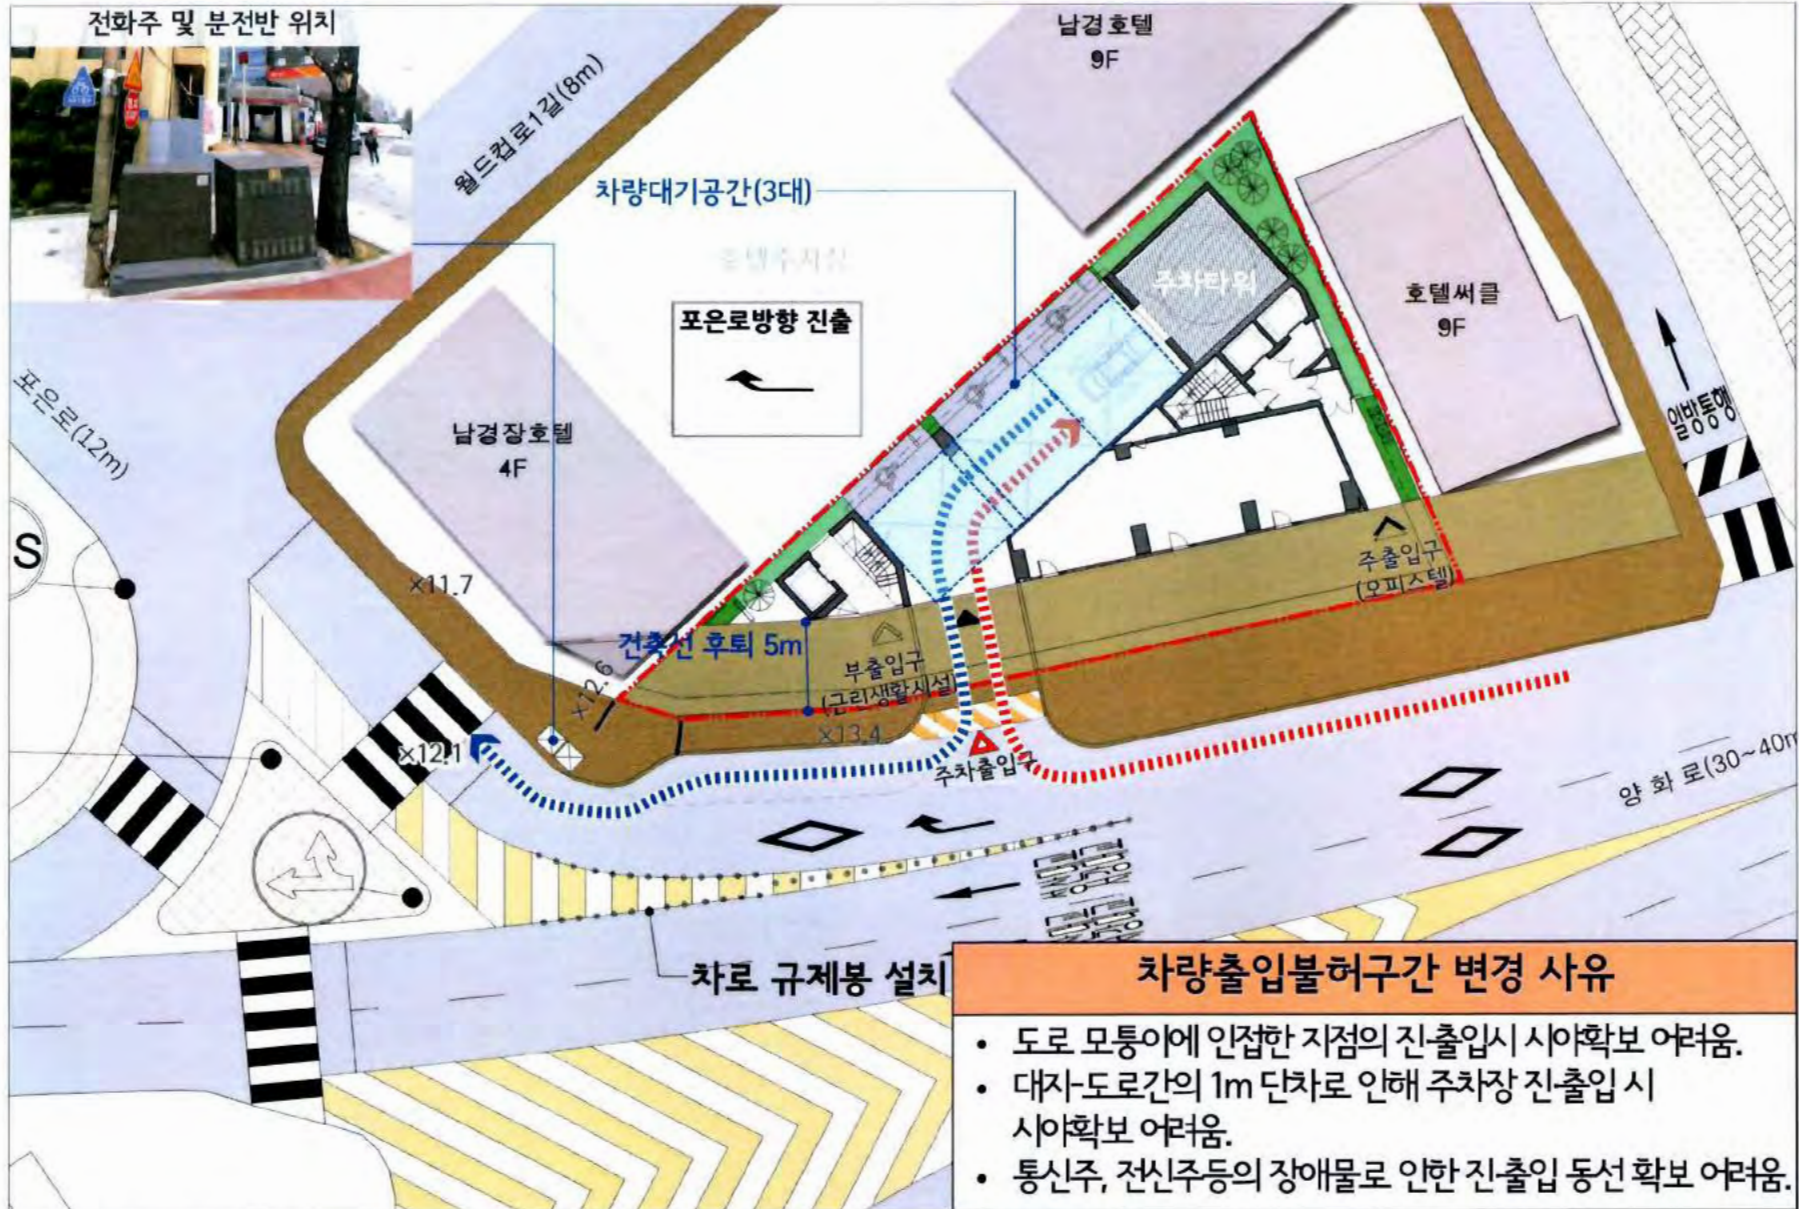 전화주 및 분전반 위치
남경호텔
9F
월드컵로1길(8m)
차량대기공간(3대)
주차타워
호텔써클
9F
포은로방향 진출
포은로(12m)
남경장호텔
4F
일방통행
S
×11.7
주출입구
(오피스텔)
건축선 후퇴 5m
부출입구
(근린생활시설)
×12.6
×13.4
×12.1
주차출입구
양화로(30~40m
차로 규제봉 설치
차량출입불허구간 변경 사유
• 도로 모퉁이에 인접한 지점의 진·출입시 시야확보 어려움.
• 대지-도로간의 1m 단차로 인해 주차장 진·출입 시
시야확보 어려움.
• 통신주, 전신주등의 장애물로 인한 진·출입 동선 확보 어려움.